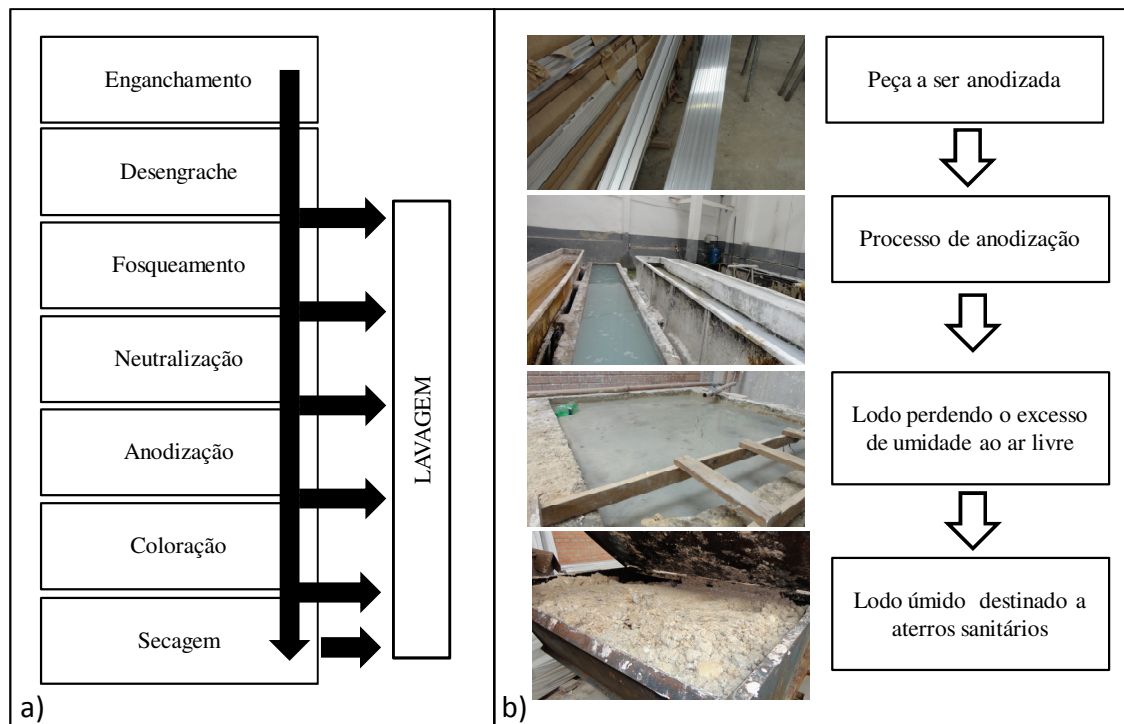 Enganchamento
Desengrache
Fosqueamento
Neutralização
Anodização
Coloração
Secagem
LAVAGEM
a)
Peça a ser anodizada
Processo de anodização
Lodo perdendo o excesso
de umidade ao ar livre
Lodo úmido destinado a
aterros sanitários
b)